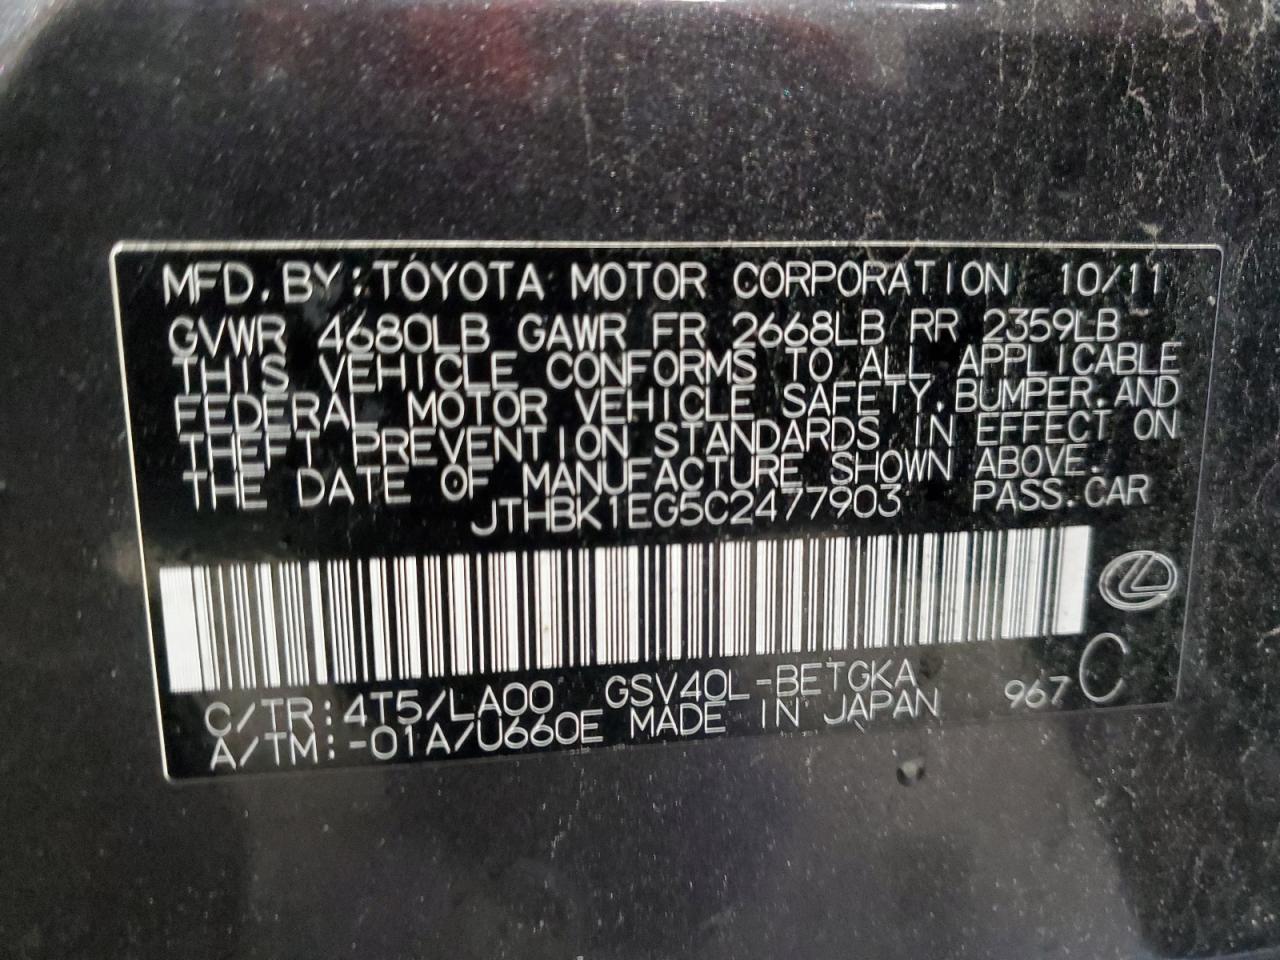 MFD. BY: TOYOTA MOTOR CORPORATION 10/11
GVWR 4680LB GAWR FR 2668LB RR 2359LB
THIS VEHICLE CONFORMS TO ALL APPLICABLE
FEDERAL MOTOR VEHICLE SAFETY, BUMPER, AND
THEFT PREVENTION STANDARDS IN EFFECT ON
THE DATE OF MANUFACTURE SHOWN ABOVE.
JTHBK1EG5C2477903 PASS. CAR
C/TR: 4T5/LA00 GSV40L-BETGKA 967 C
A/TM: -01A/U660E MADE IN JAPAN